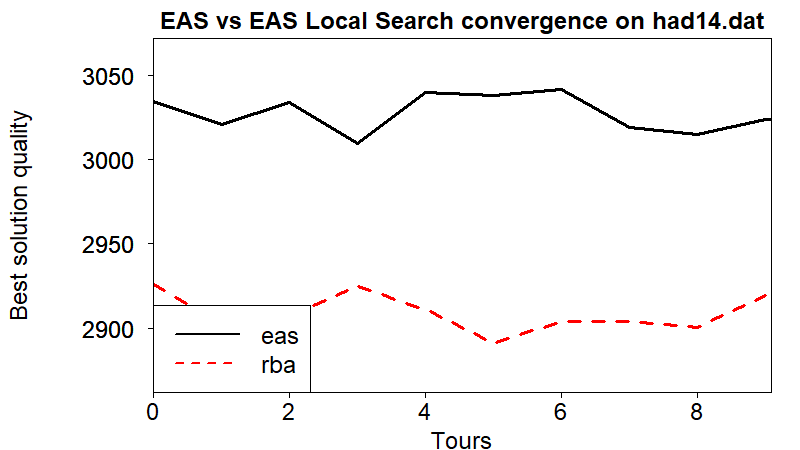 EAS vs EAS Local Search convergence on had14.dat
Best solution quality
3050
3000
2950
2900
eas
rba
0 2 4 6 8
Tours